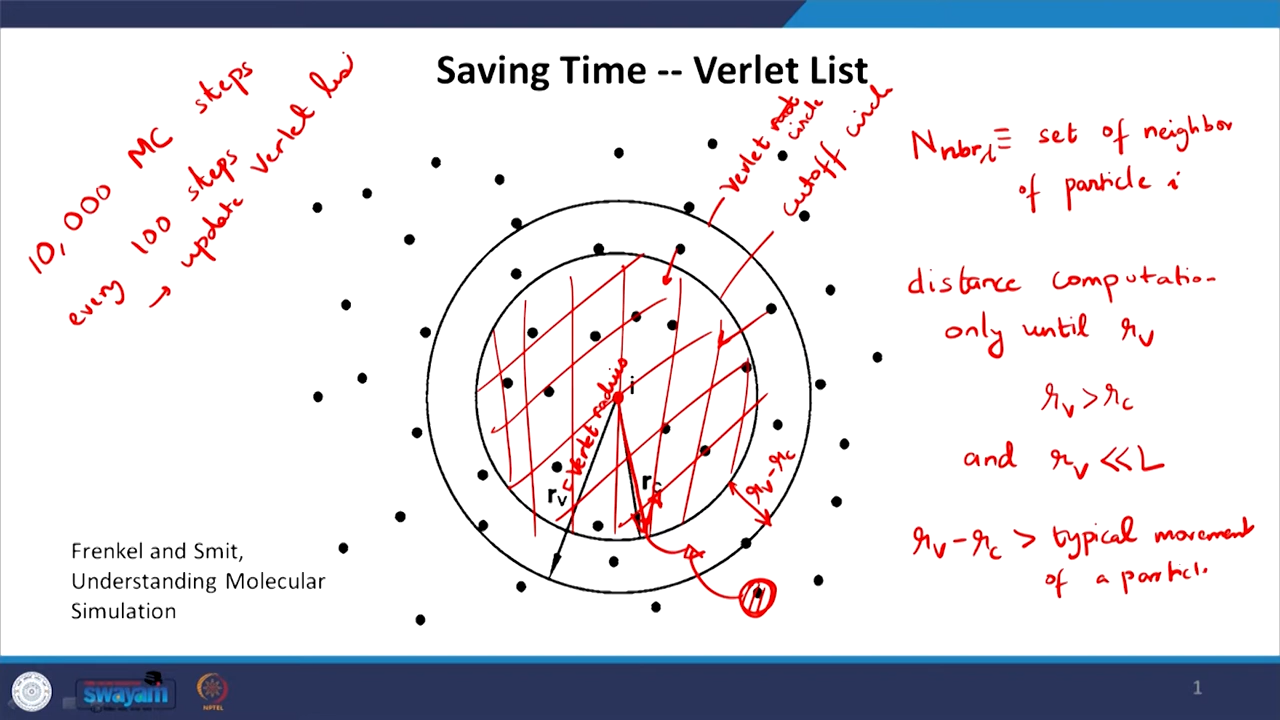 Saving Time -- Verlet List
10,000 MC steps
every 100 steps
→ update Verlet list
verlet
circle
cutoff circle
N_nbr,i ≡ set of neighbor
of particle i
distance computation
only until r_v
r_v > r_c
and r_v << L
r_v - r_c > typical movement
of a particle
i
= Verlet radius
r_v
r_c
r_v - r_c
Frenkel and Smit,
Understanding Molecular
Simulation
swayam
NPTEL
1